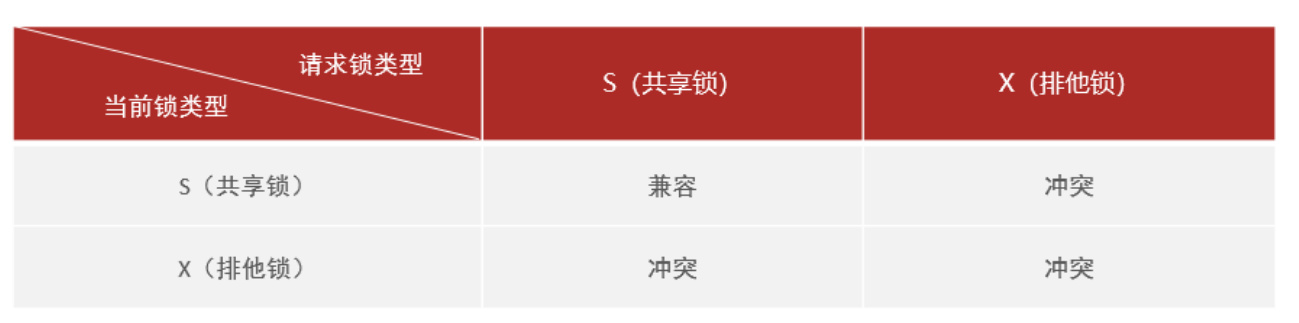 请求锁类型
当前锁类型
S (共享锁)
X (排他锁)
S（共享锁）
兼容
冲突
X（排他锁）
冲突
冲突